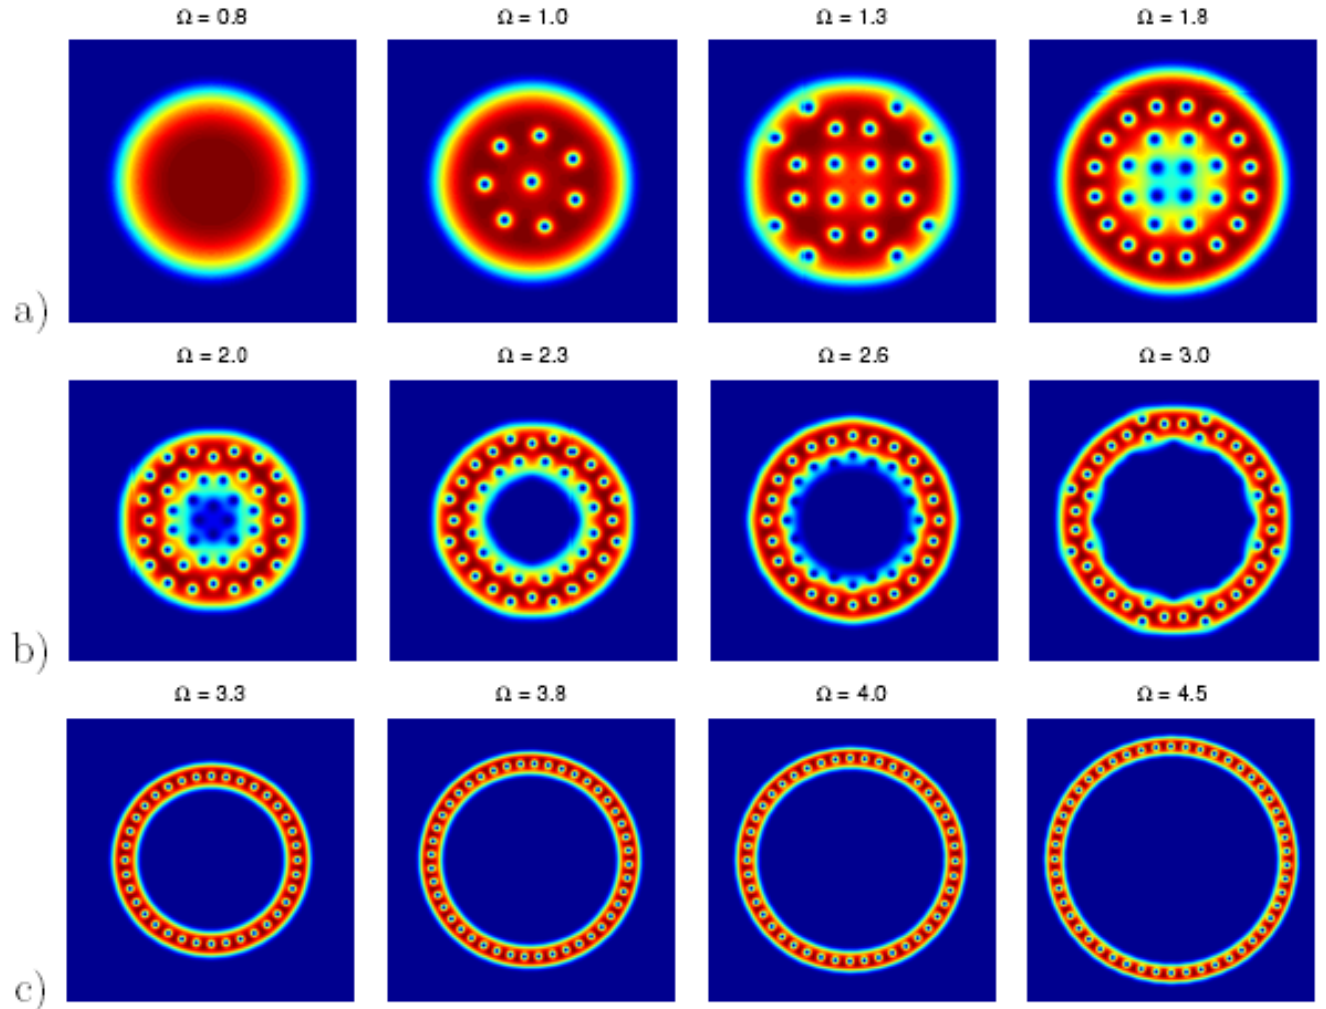 Ω = 0.8 Ω = 1.0 Ω = 1.3 Ω = 1.8
a)
Ω = 2.0 Ω = 2.3 Ω = 2.6 Ω = 3.0
b)
Ω = 3.3 Ω = 3.8 Ω = 4.0 Ω = 4.5
c)